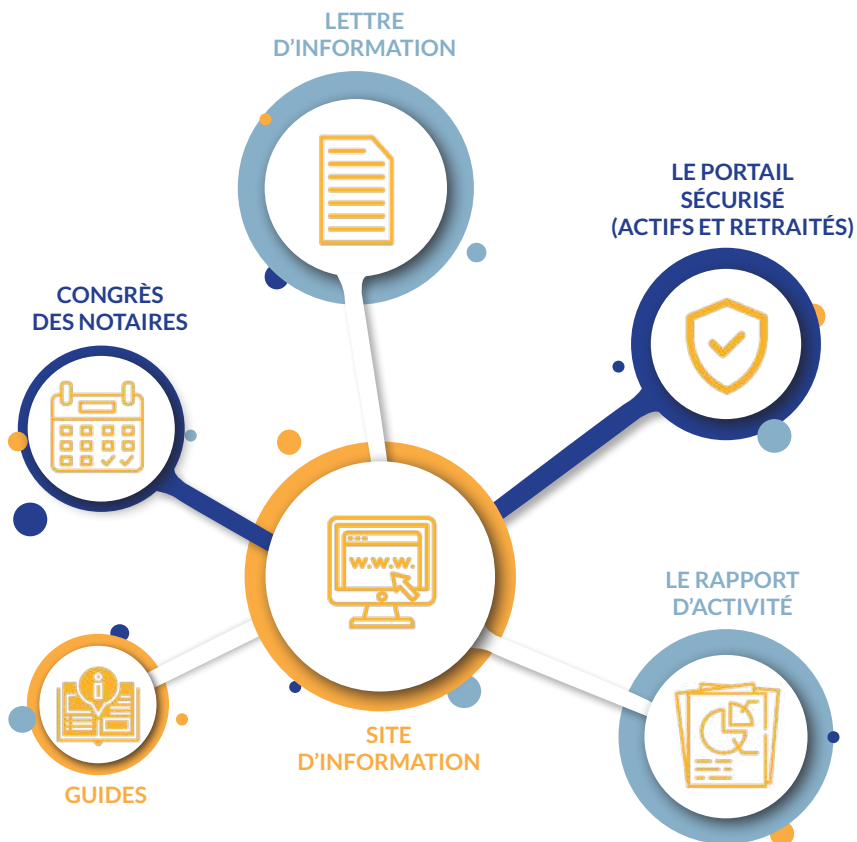 LETTRE
D'INFORMATION
LE PORTAIL
SÉCURISÉ
(ACTIFS ET RETRAITÉS)
CONGRÈS
DES NOTAIRES
W.W.W.
LE RAPPORT
D'ACTIVITÉ
SITE
D'INFORMATION
GUIDES